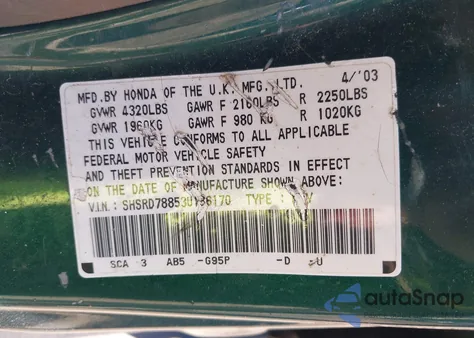 MFD. BY HONDA OF THE U.K. MFG., LTD. 4/'03
GVWR 4320LBS GAWR F 2160LBS R 2250LBS
GVWR 1960KG GAWR F 980 KG R 1020KG
THIS VEHICLE CONFORMS TO ALL APPLICABLE
FEDERAL MOTOR VEHICLE SAFETY
AND THEFT PREVENTION STANDARDS IN EFFECT
ON THE DATE OF MANUFACTURE SHOWN ABOVE:
V.I.N.: TYPE:
SCA 3 AB5 -G95P -D U
autoSnap